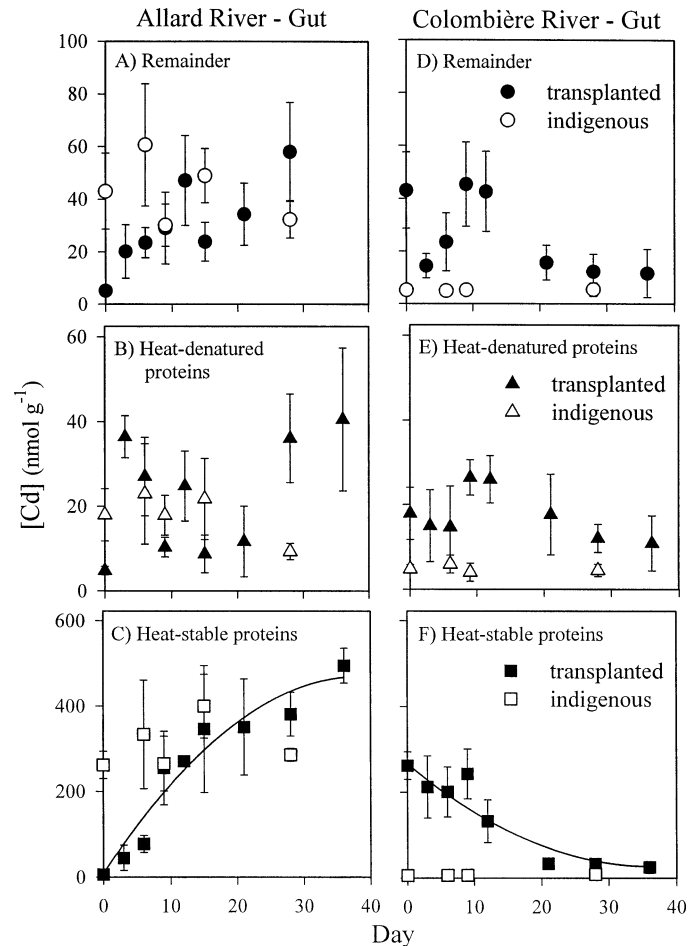 Allard River - Gut
Colombière River - Gut
A) Remainder
100
80
60
40
20
0
D) Remainder
transplanted
indigenous
B) Heat-denatured
proteins
60
40
20
0
E) Heat-denatured proteins
transplanted
indigenous
[Cd] (nmol g-1)
C) Heat-stable proteins
600
400
200
0
0
10
20
30
40
F) Heat-stable proteins
transplanted
indigenous
0
10
20
30
40
Day